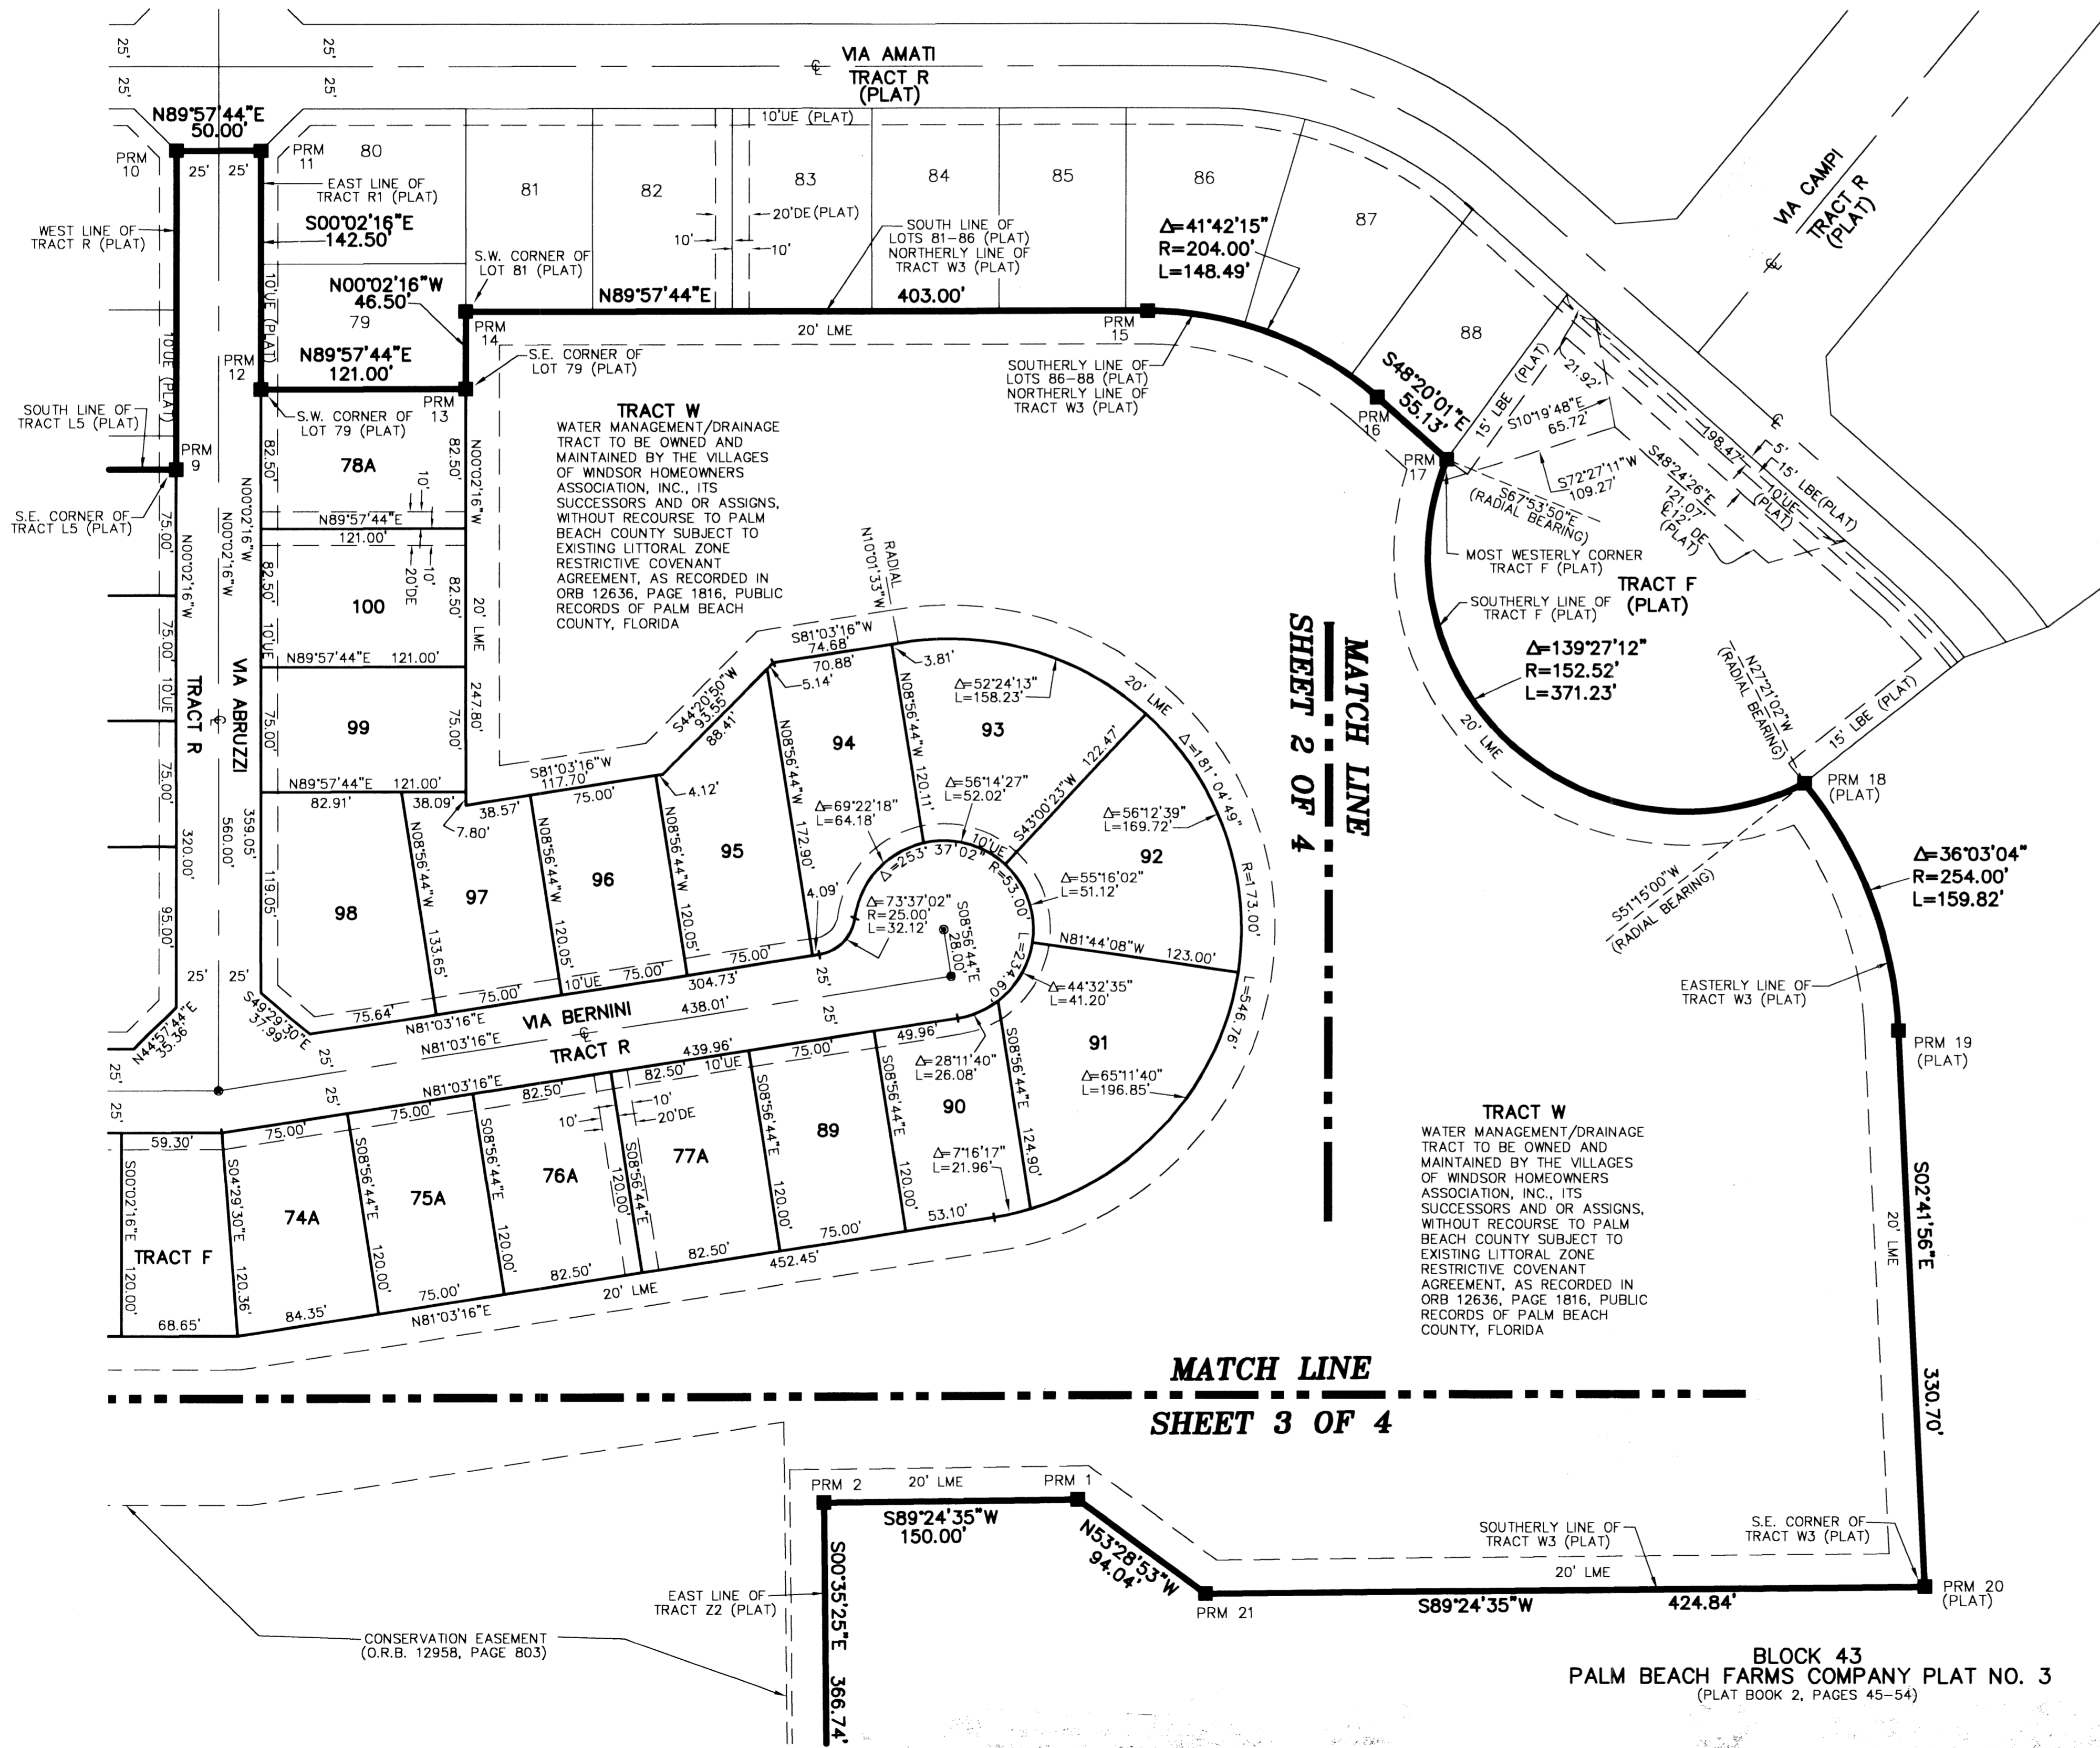 VIA AMATI
℄
TRACT R
(PLAT)
25'
25'
25'
25'
N89°57'44"E
50.00'
PRM
10
PRM
11
25'
25'
80
10'UE (PLAT)
81
82
83
84
85
86
87
88
VIA CAMPI
TRACT R
(PLAT)
℄
EAST LINE OF
TRACT R1 (PLAT)
WEST LINE OF
TRACT R (PLAT)
S00°02'16"E
142.50'
20'DE(PLAT)
10'
10'
SOUTH LINE OF
LOTS 81-86 (PLAT)
NORTHERLY LINE OF
TRACT W3 (PLAT)
Δ=41°42'15"
R=204.00'
L=148.49'
S.W. CORNER OF
LOT 81 (PLAT)
N00°02'16"W
46.50'
79
10'UE (PLAT)
10'UE (PLAT)
N89°57'44"E
403.00'
20' LME
PRM
14
PRM
15
N89°57'44"E
121.00'
PRM
12
PRM
13
S.E. CORNER OF
LOT 79 (PLAT)
SOUTHERLY LINE OF
LOTS 86-88 (PLAT)
NORTHERLY LINE OF
TRACT W3 (PLAT)
S48°20'01"E
55.13'
PRM
16
PRM
17
15' LBE (PLAT)
21.92'
S10°19'48"E
65.72'
198.47'
℄
5'
15' LBE(PLAT)
10'UE
(PLAT)
S72°27'11"W
109.27'
S48°24'26"E
121.07'
℄12' DE
(PLAT)
S67°53'50"E
(RADIAL BEARING)
SOUTH LINE OF
TRACT L5 (PLAT)
S.W. CORNER OF
LOT 79 (PLAT)
PRM
9
S.E. CORNER OF
TRACT L5 (PLAT)
TRACT W
WATER MANAGEMENT/DRAINAGE
TRACT TO BE OWNED AND
MAINTAINED BY THE VILLAGES
OF WINDSOR HOMEOWNERS
ASSOCIATION, INC., ITS
SUCCESSORS AND OR ASSIGNS,
WITHOUT RECOURSE TO PALM
BEACH COUNTY SUBJECT TO
EXISTING LITTORAL ZONE
RESTRICTIVE COVENANT
AGREEMENT, AS RECORDED IN
ORB 12636, PAGE 1816, PUBLIC
RECORDS OF PALM BEACH
COUNTY, FLORIDA
MOST WESTERLY CORNER
TRACT F (PLAT)
TRACT F
(PLAT)
SOUTHERLY LINE OF
TRACT F (PLAT)
Δ=139°27'12"
R=152.52'
L=371.23'
N27°21'02"W
(RADIAL BEARING)
15' LBE (PLAT)
20' LME
PRM 18
(PLAT)
S51°15'00"W
(RADIAL BEARING)
Δ=36°03'04"
R=254.00'
L=159.82'
EASTERLY LINE OF
TRACT W3 (PLAT)
PRM 19
(PLAT)
82.50'
78A
82.50'
N00°02'16"W
10'
N89°57'44"E
121.00'
10'
20'DE
75.00'
N00°02'16"W
N00°02'16"W
N00°02'16"W
82.50'
10'UE
100
82.50'
20' LME
N89°57'44"E
121.00'
247.80'
75.00'
10'UE
TRACT R
℄
VIA ABRUZZI
75.00'
99
75.00'
75.00'
N89°57'44"E
121.00'
82.91'
38.09'
7.80'
320.00'
560.00'
359.05'
119.05'
95.00'
25'
25'
98
N08°56'44"W
133.65'
38.57'
S81°03'16"W
117.70'
75.00'
4.12'
97
N08°56'44"W
120.05'
96
N08°56'44"W
120.05'
95
S44°20'50"W
93.55'
88.41'
S81°03'16"W
74.68'
70.88'
5.14'
3.81'
N10°01'33"W
RADIAL
N08°56'44"W
172.90'
94
N08°56'44"W
120.11'
93
Δ=52°24'13"
L=158.23'
20' LME
Δ=181°04'49"
R=173.00'
L=546.76'
Δ=56°14'27"
L=52.02'
S43°00'23"W
122.47'
Δ=69°22'18"
L=64.18'
Δ=56°12'39"
L=169.72'
92
10'UE
Δ=253°37'02"
R=53.00'
L=234.60'
Δ=55°16'02"
L=51.12'
4.09'
Δ=73°37'02"
R=25.00'
L=32.12'
S08°56'44"E
28.00'
N81°44'08"W
123.00'
Δ=44°32'35"
L=41.20'
91
Δ=65°11'40"
L=196.85'
S49°29'30"E
37.99'
N44°57'44"E
35.36'
75.64'
75.00'
10'UE
75.00'
75.00'
304.73'
N81°03'16"E
25'
25'
25'
25'
25'
25'
VIA BERNINI
℄
438.01'
N81°03'16"E
TRACT R
439.96'
N81°03'16"E
59.30'
75.00'
75.00'
82.50'
82.50'
10'UE
75.00'
49.96'
Δ=28°11'40"
L=26.08'
10'
10'
20'DE
S00°02'16"E
120.00'
TRACT F
S04°29'30"E
120.36'
74A
S08°56'44"E
120.00'
75A
S08°56'44"E
120.00'
76A
S08°56'44"E
120.00'
77A
S08°56'44"E
120.00'
89
S08°56'44"E
120.00'
90
S08°56'44"E
124.90'
Δ=7°16'17"
L=21.96'
68.65'
84.35'
75.00'
82.50'
82.50'
75.00'
53.10'
452.45'
N81°03'16"E
20' LME
MATCH LINE
SHEET 2 OF 4
TRACT W
WATER MANAGEMENT/DRAINAGE
TRACT TO BE OWNED AND
MAINTAINED BY THE VILLAGES
OF WINDSOR HOMEOWNERS
ASSOCIATION, INC., ITS
SUCCESSORS AND OR ASSIGNS,
WITHOUT RECOURSE TO PALM
BEACH COUNTY SUBJECT TO
EXISTING LITTORAL ZONE
RESTRICTIVE COVENANT
AGREEMENT, AS RECORDED IN
ORB 12636, PAGE 1816, PUBLIC
RECORDS OF PALM BEACH
COUNTY, FLORIDA
S02°41'56"E
330.70'
20' LME
MATCH LINE
SHEET 3 OF 4
PRM 2
20' LME
PRM 1
S89°24'35"W
150.00'
N53°28'53"W
94.04'
S00°35'25"E
366.74'
EAST LINE OF
TRACT Z2 (PLAT)
PRM 21
SOUTHERLY LINE OF
TRACT W3 (PLAT)
S.E. CORNER OF
TRACT W3 (PLAT)
20' LME
S89°24'35"W
424.84'
PRM 20
(PLAT)
CONSERVATION EASEMENT
(O.R.B. 12958, PAGE 803)
BLOCK 43
PALM BEACH FARMS COMPANY PLAT NO. 3
(PLAT BOOK 2, PAGES 45-54)